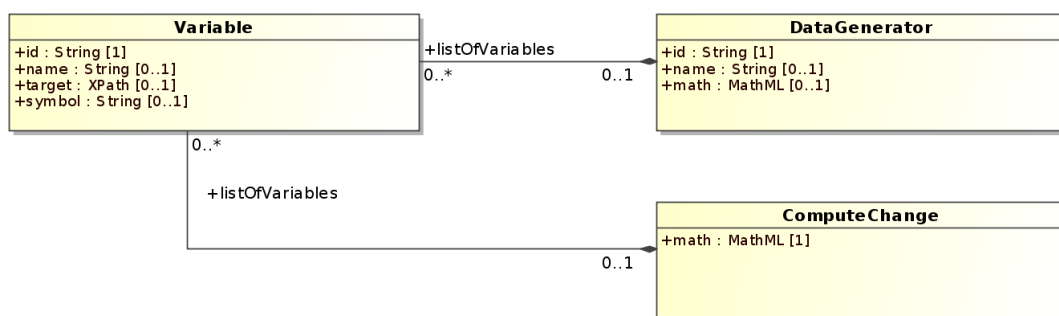 Variable
+id : String [1]
+name : String [0..1]
+target : XPath [0..1]
+symbol : String [0..1]
+listOfVariables
0..*
0..1
DataGenerator
+id : String [1]
+name : String [0..1]
+math : MathML [0..1]
0..*
+listOfVariables
0..1
ComputeChange
+math : MathML [1]